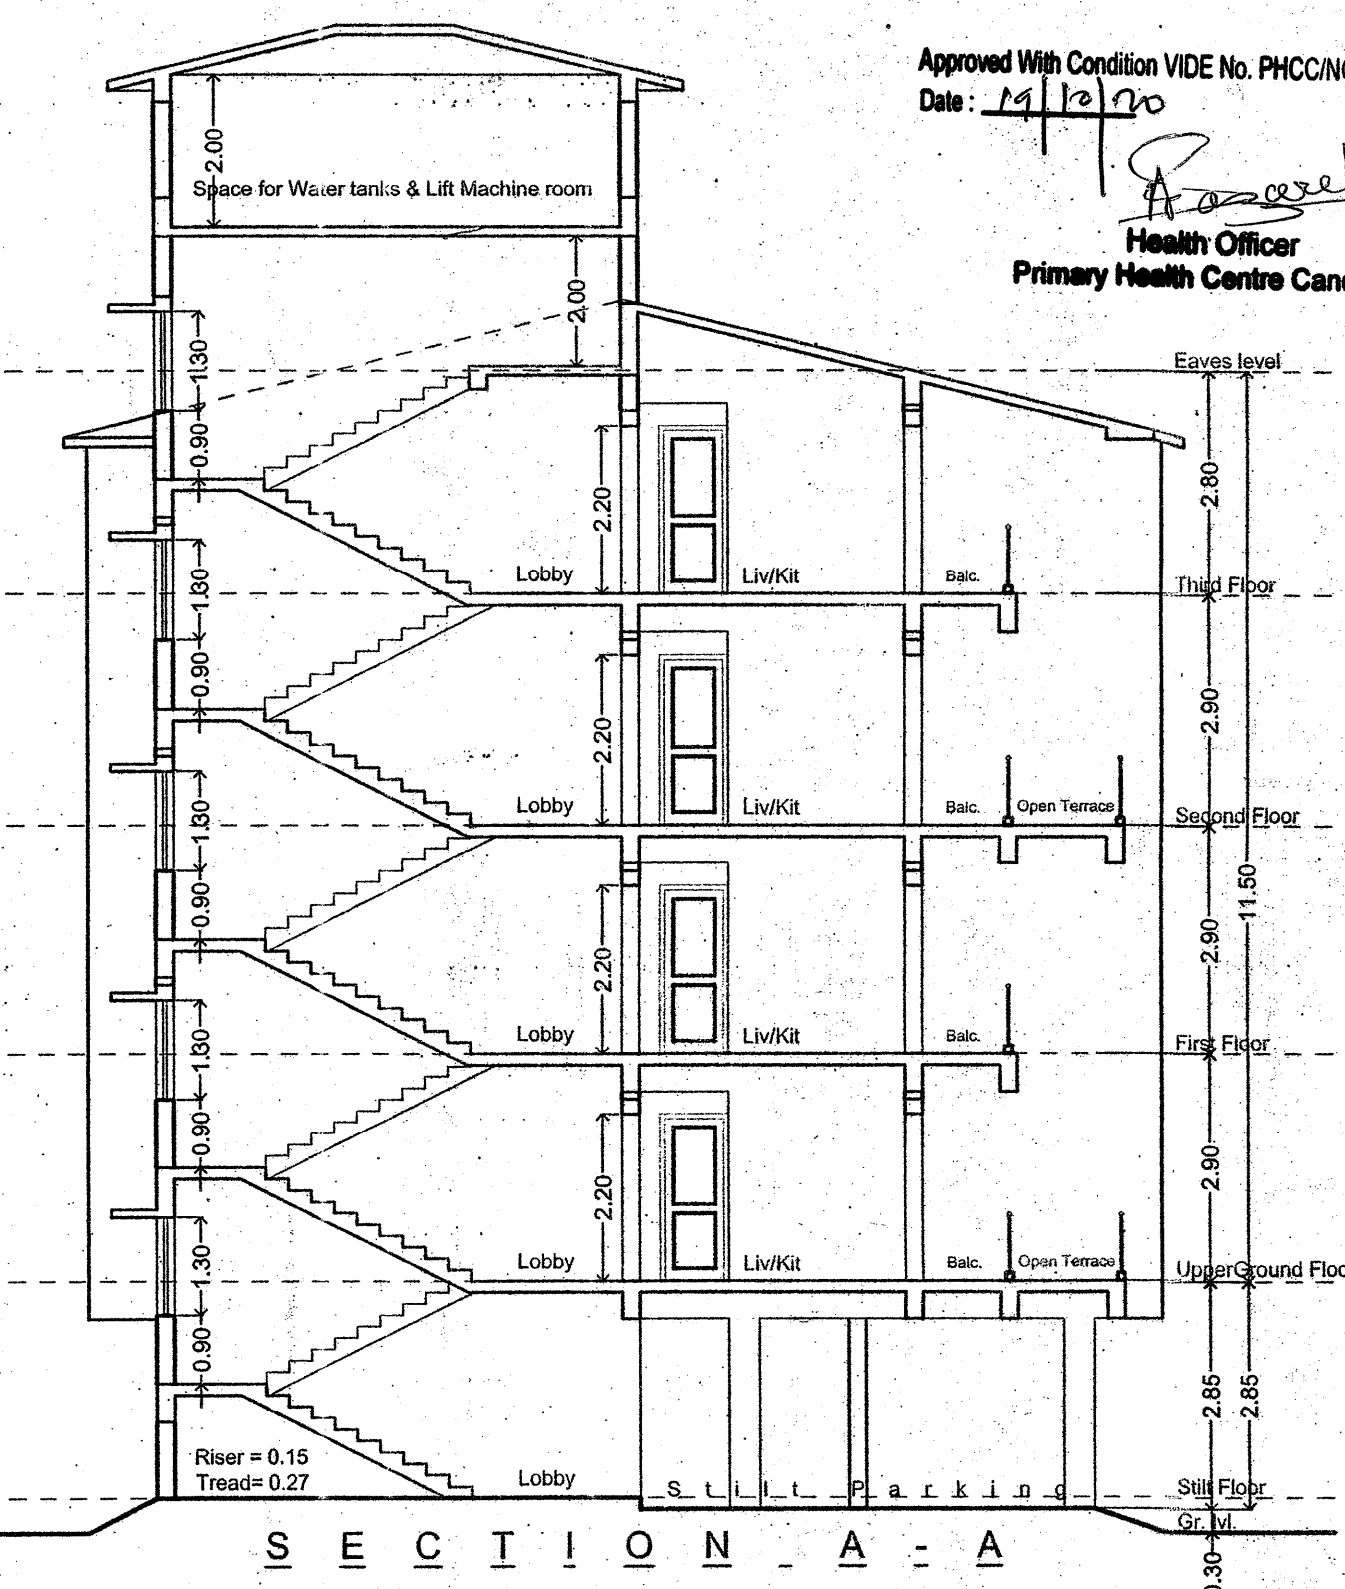 Approved With Condition VIDE No. PHCC/N
Date: 19/10/20
Health Officer
Primary Health Centre Can
2.00
Space for Water tanks & Lift Machine room
2.00
Eaves level
1.30
0.90
2.20
2.80
Lobby
Liv/Kit
Balc.
Third Floor
1.30
0.90
2.20
2.90
Lobby
Liv/Kit
Balc.
Open Terrace
Second Floor
1.30
0.90
2.20
2.90
11.50
Lobby
Liv/Kit
Balc.
First Floor
1.30
0.90
2.20
2.90
Lobby
Liv/Kit
Balc.
Open Terrace
UpperGround Floo
1.30
0.90
2.85
2.85
Riser = 0.15
Tread= 0.27
Lobby
Stilt Parking
Stilt Floor
Gr. lvl.
0.30
SECTION A-A